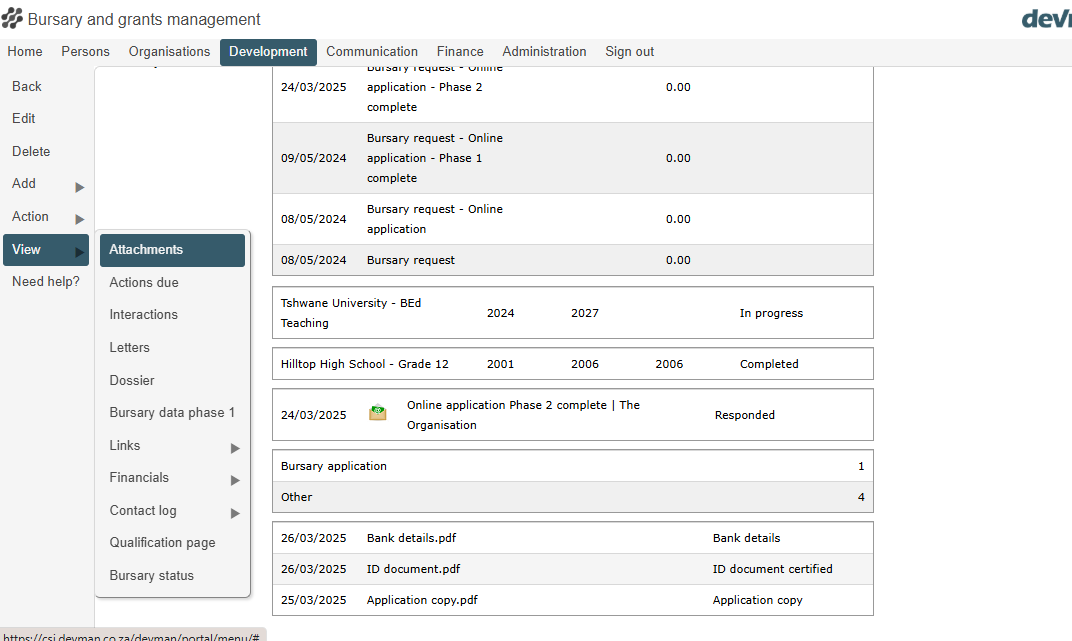 Bursary and grants management
Home Persons Organisations Development Communication Finance Administration Sign out
Back
Edit
Delete
Add
Action
View
Need help?
Attachments
Actions due
Interactions
Letters
Dossier
Bursary data phase 1
Links
Financials
Contact log
Qualification page
Bursary status
Bursary request - Online
24/03/2025 application - Phase 2 0.00
complete
Bursary request - Online
09/05/2024 application - Phase 1 0.00
complete
Bursary request - Online
08/05/2024 application 0.00
08/05/2024 Bursary request 0.00
Tshwane University - BEd
Teaching 2024 2027 In progress
Hilltop High School - Grade 12 2001 2006 2006 Completed
24/03/2025 Online application Phase 2 complete | The
Organisation Responded
Bursary application 1
Other 4
26/03/2025 Bank details.pdf Bank details
26/03/2025 ID document.pdf ID document certified
25/03/2025 Application copy.pdf Application copy
https://csi.devman.co.za/devman/portal/menu/#